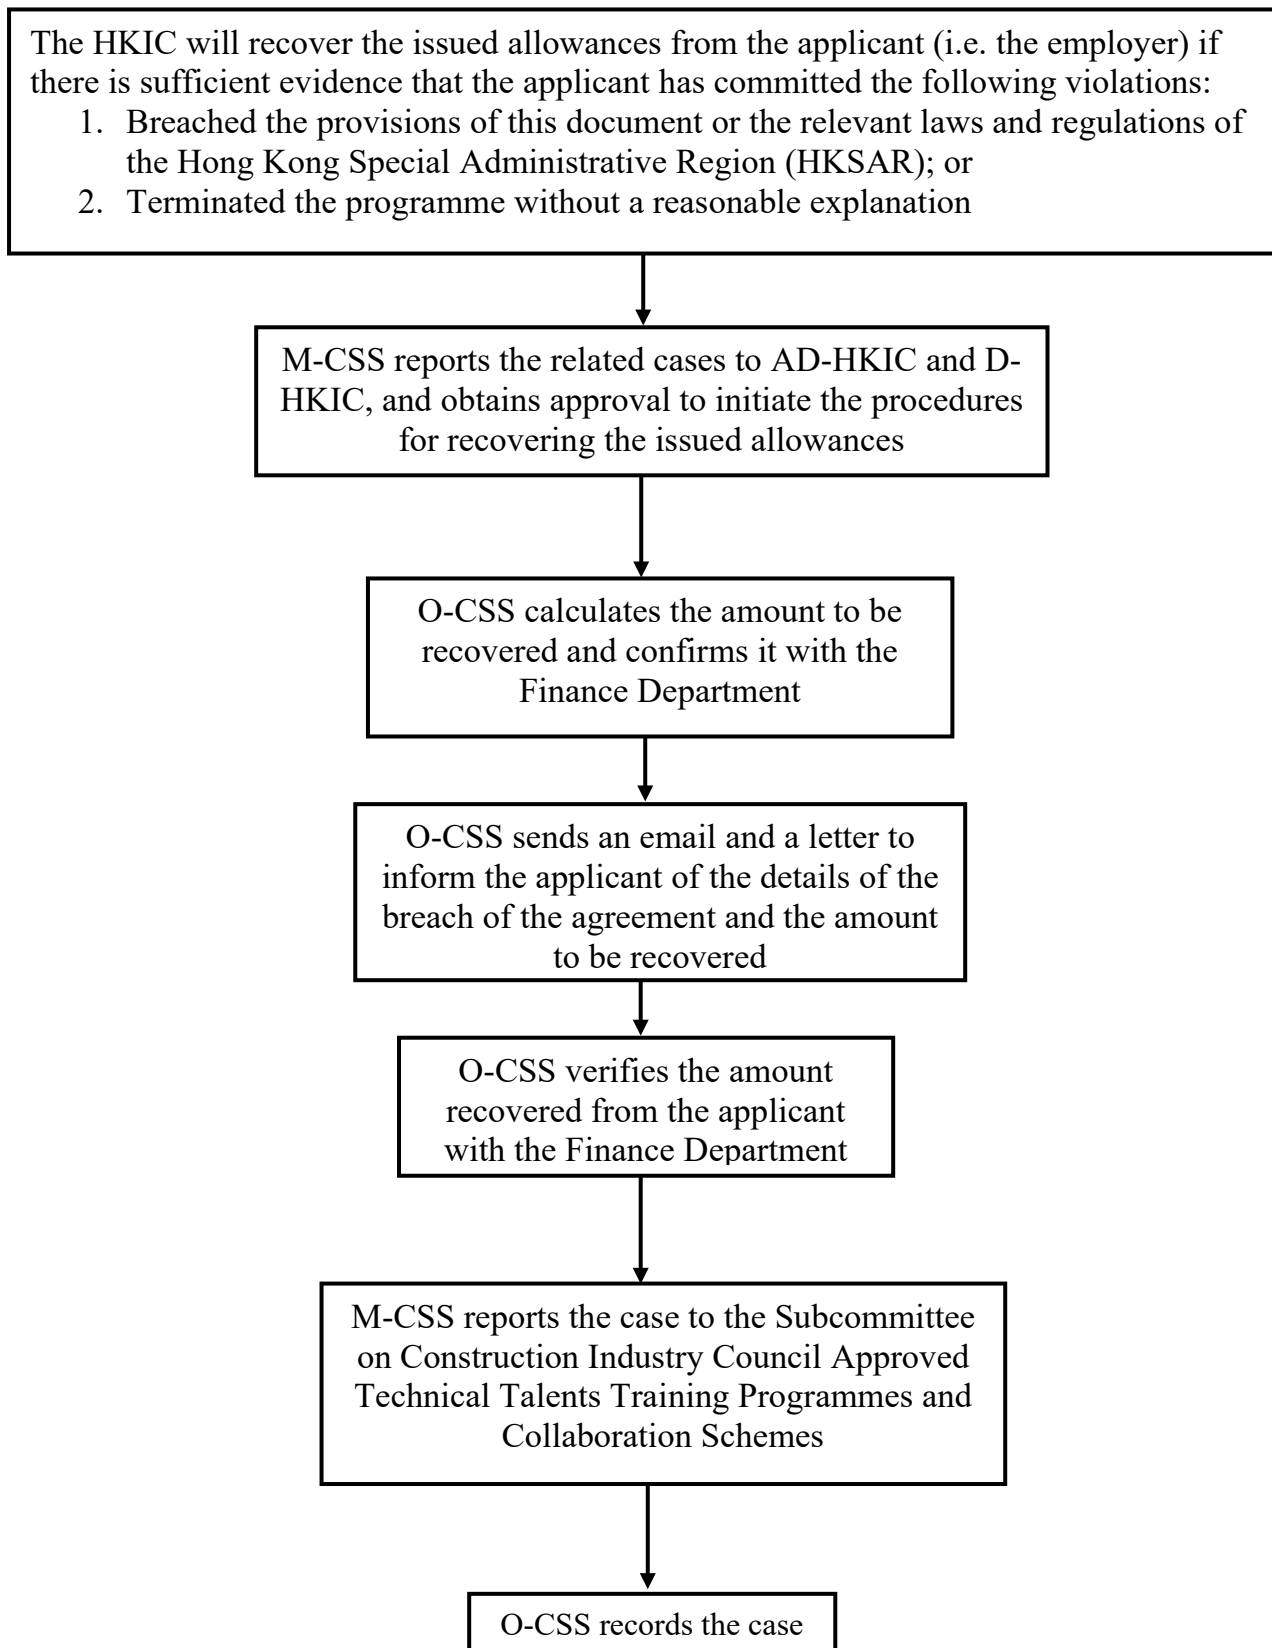 The HKIC will recover the issued allowances from the applicant (i.e. the employer) if
there is sufficient evidence that the applicant has committed the following violations:
1. Breached the provisions of this document or the relevant laws and regulations of
the Hong Kong Special Administrative Region (HKSAR); or
2. Terminated the programme without a reasonable explanation
M-CSS reports the related cases to AD-HKIC and D-
HKIC, and obtains approval to initiate the procedures
for recovering the issued allowances
O-CSS calculates the amount to be
recovered and confirms it with the
Finance Department
O-CSS sends an email and a letter to
inform the applicant of the details of the
breach of the agreement and the amount
to be recovered
O-CSS verifies the amount
recovered from the applicant
with the Finance Department
M-CSS reports the case to the Subcommittee
on Construction Industry Council Approved
Technical Talents Training Programmes and
Collaboration Schemes
O-CSS records the case